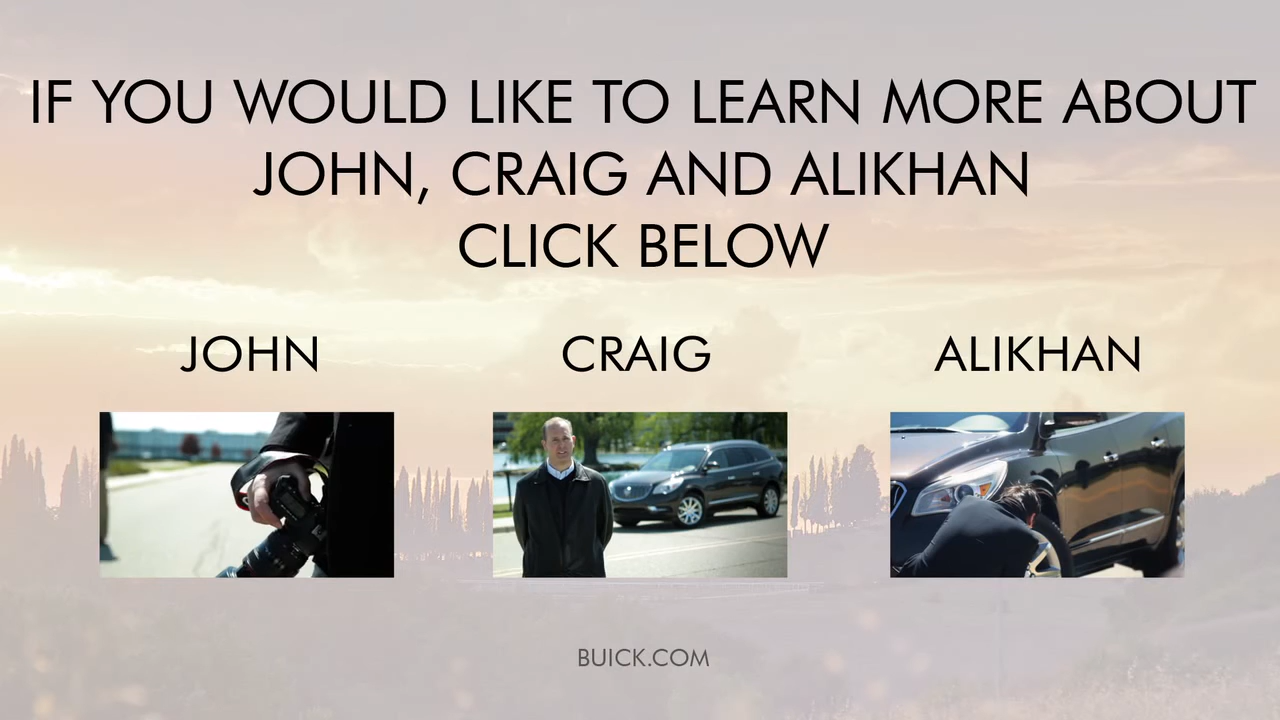 IF YOU WOULD LIKE TO LEARN MORE ABOUT
JOHN, CRAIG AND ALIKHAN
CLICK BELOW
JOHN
CRAIG
ALIKHAN
BUICK.COM